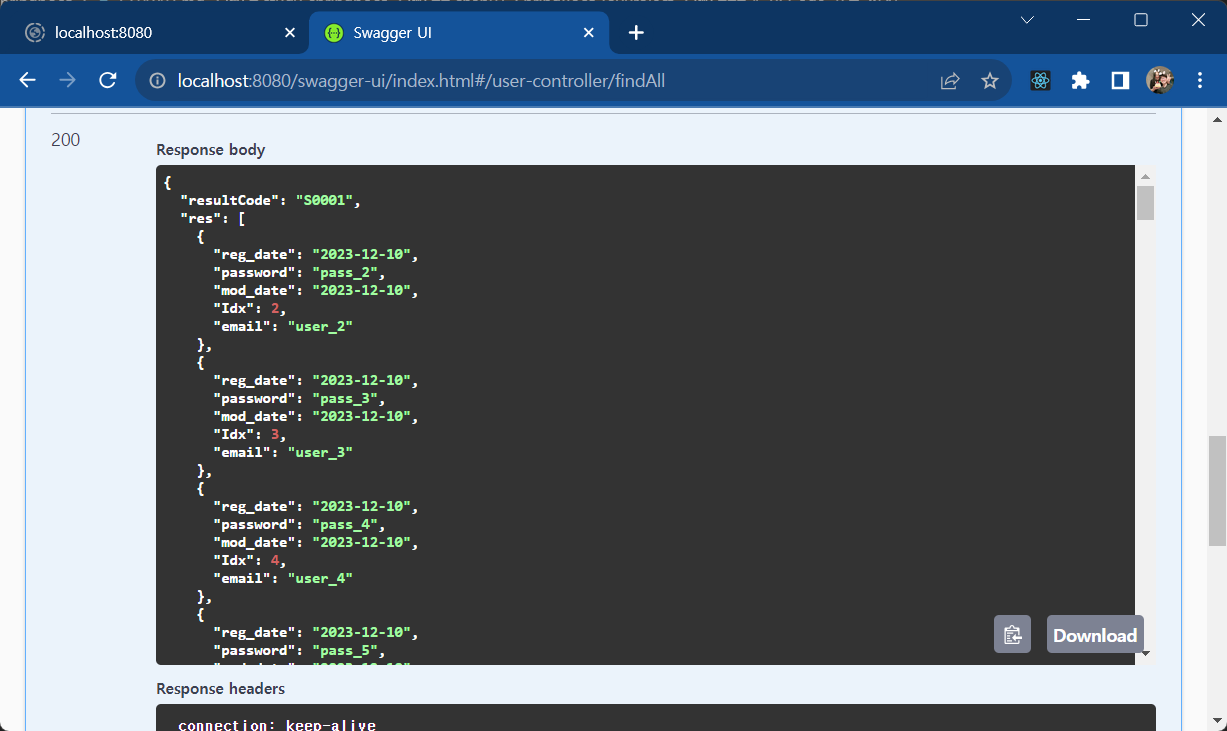 localhost:8080
Swagger UI
localhost:8080/swagger-ui/index.html#/user-controller/findAll
200
Response body
{
"resultCode": "S0001",
"res": [
{
"reg_date": "2023-12-10",
"password": "pass_2",
"mod_date": "2023-12-10",
"Idx": 2,
"email": "user_2"
},
{
"reg_date": "2023-12-10",
"password": "pass_3",
"mod_date": "2023-12-10",
"Idx": 3,
"email": "user_3"
},
{
"reg_date": "2023-12-10",
"password": "pass_4",
"mod_date": "2023-12-10",
"Idx": 4,
"email": "user_4"
},
{
"reg_date": "2023-12-10",
"password": "pass_5",
Download
Response headers
connection: keep-alive